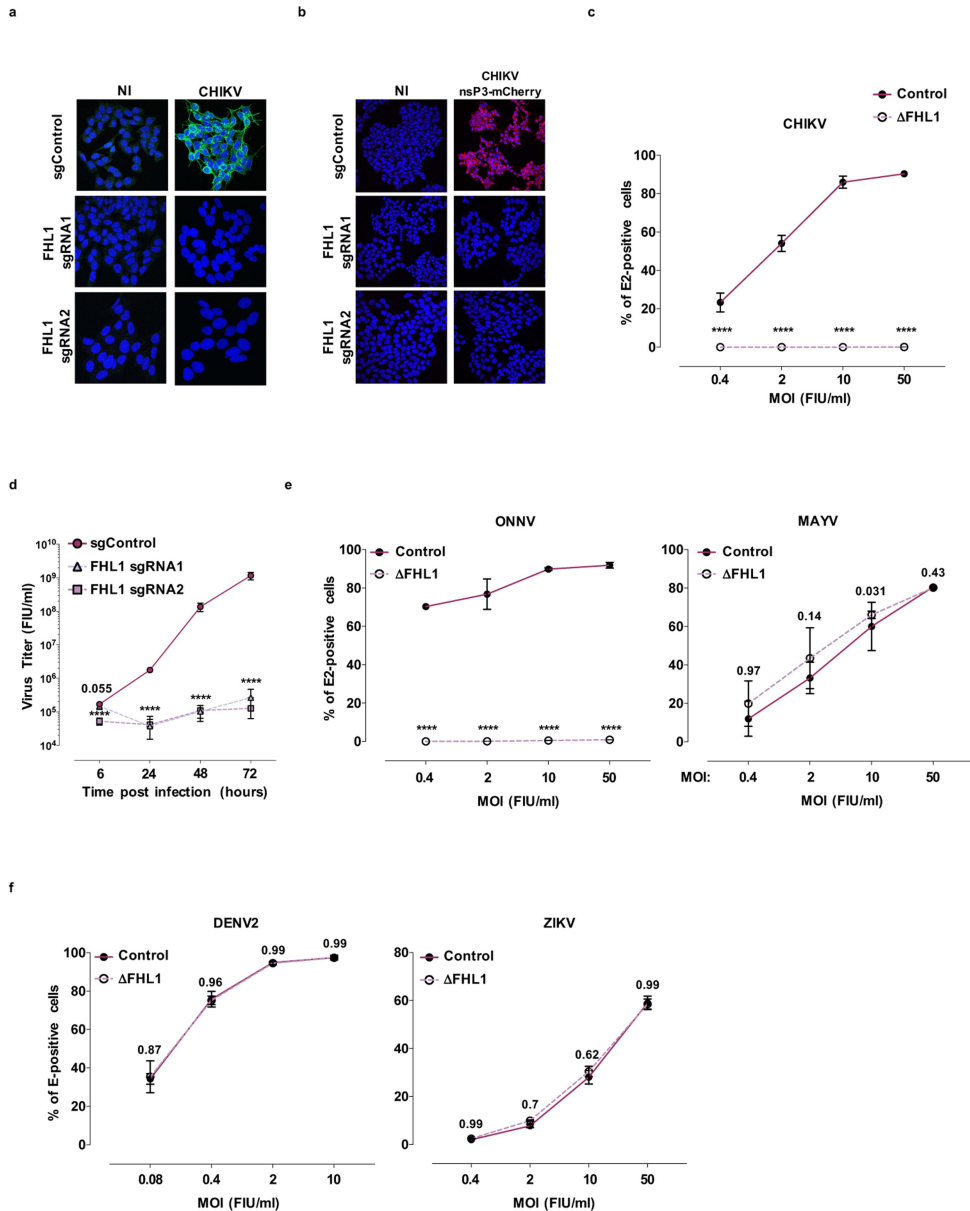 a
NI
CHIKV
sgControl
FHL1
sgRNA1
FHL1
sgRNA2
b
NI
CHIKV
nsP3-mCherry
sgControl
FHL1
sgRNA1
FHL1
sgRNA2
c
CHIKV
Control
ΔFHL1
% of E2-positive cells
100
80
60
40
20
0
**** **** **** ****
0.4 2 10 50
MOI (FIU/ml)
d
sgControl
FHL1 sgRNA1
FHL1 sgRNA2
Virus Titer (FIU/ml)
10^10
10^9
10^8
10^7
10^6
10^5
10^4
0.055
**** **** **** ****
6 24 48 72
Time post infection (hours)
e
ONNV
Control
ΔFHL1
% of E2-positive cells
100
80
60
40
20
0
**** **** **** ****
0.4 2 10 50
MOI (FIU/ml)
MAYV
Control
ΔFHL1
100
80
60
40
20
0
0.97 0.14 0.031 0.43
MOI: 0.4 2 10 50
MOI (FIU/ml)
f
DENV2
Control
ΔFHL1
% of E-positive cells
100
80
60
40
20
0
0.87 0.96 0.99 0.99
0.08 0.4 2 10
MOI (FIU/ml)
ZIKV
Control
ΔFHL1
80
60
40
20
0
0.99 0.7 0.62 0.99
0.4 2 10 50
MOI (FIU/ml)